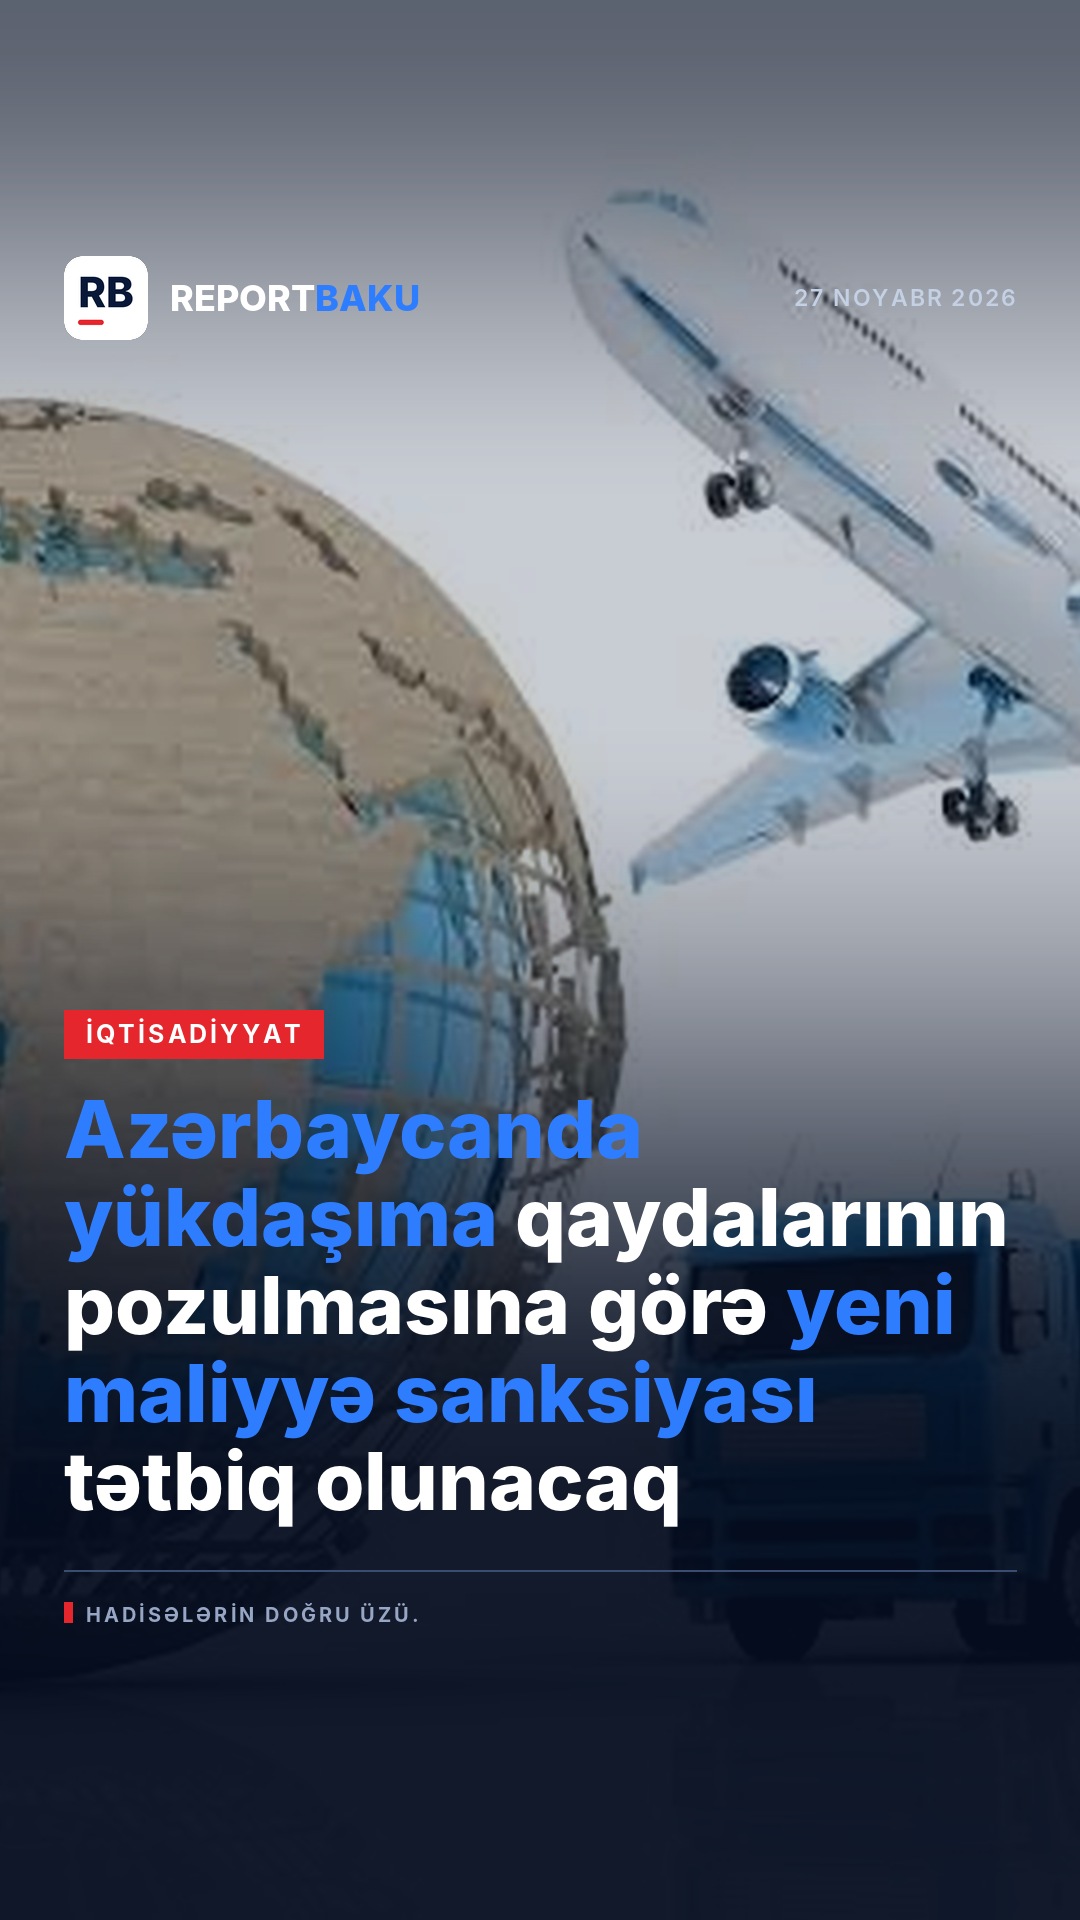 RB
REPORTBAKU
27 NOYABR 2026
İQTİSADİYYAT
Azərbaycanda
yükdaşıma qaydalarının
pozulmasına görə yeni
maliyyə sanksiyası
tətbiq olunacaq
HADİSƏLƏRİN DOĞRU ÜZÜ.